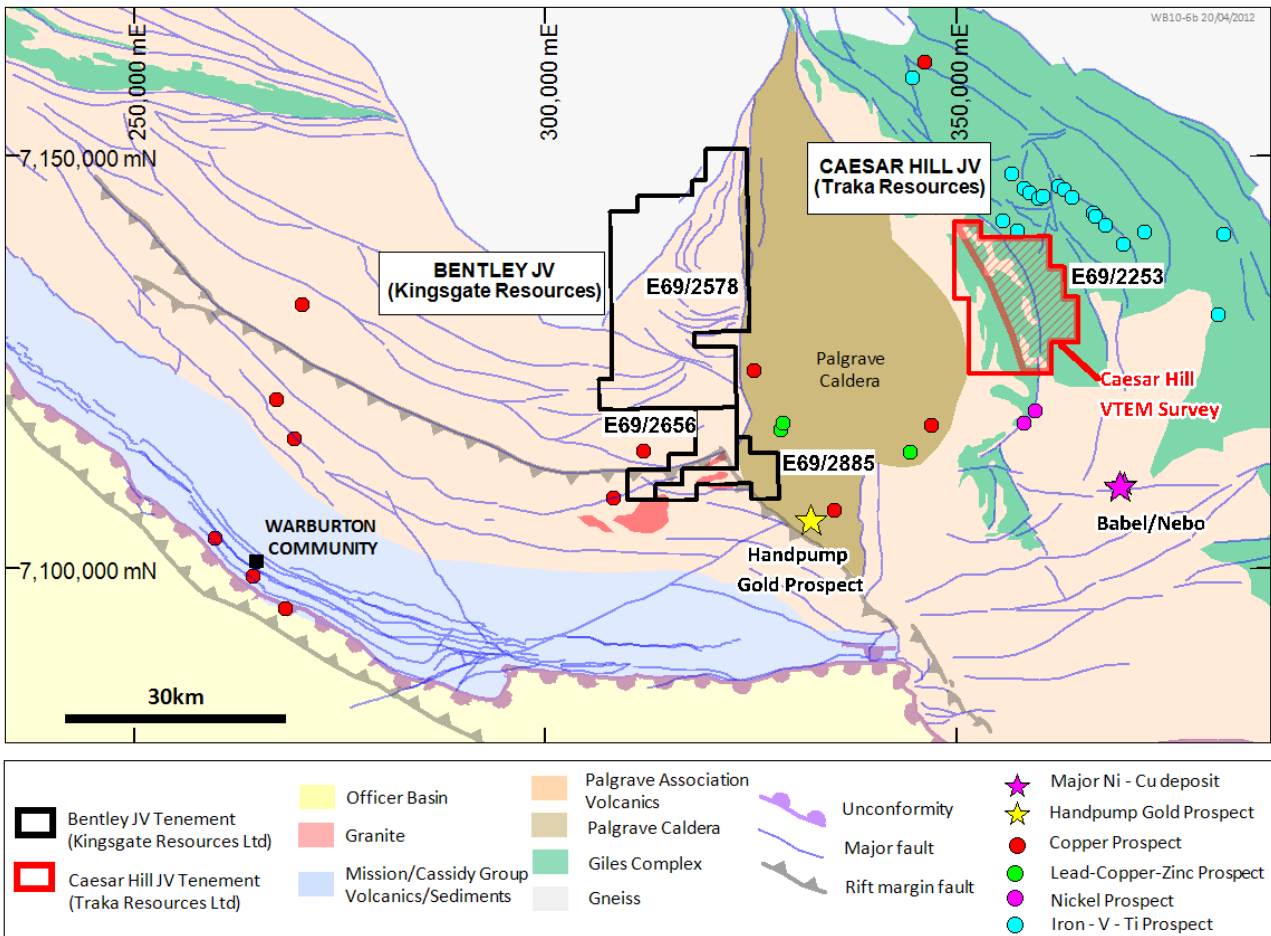 WB10-6b 20/04/2012
250,000 mE
300,000 mE
350,000 mE
7,150,000 mN
CAESAR HILL JV
(Traka Resources)
BENTLEY JV
(Kingsgate Resources)
E69/2578
E69/2253
Palgrave
Caldera
Caesar Hill
VTEM Survey
E69/2656
E69/2885
Babel/Nebo
WARBURTON
COMMUNITY
Handpump
Gold Prospect
7,100,000 mN
30km
Bentley JV Tenement
(Kingsgate Resources Ltd)
Caesar Hill JV Tenement
(Traka Resources Ltd)
Officer Basin
Granite
Mission/Cassidy Group
Volcanics/Sediments
Palgrave Association
Volcanics
Palgrave Caldera
Giles Complex
Gneiss
Unconformity
Major fault
Rift margin fault
Major Ni - Cu deposit
Handpump Gold Prospect
Copper Prospect
Lead-Copper-Zinc Prospect
Nickel Prospect
Iron - V - Ti Prospect